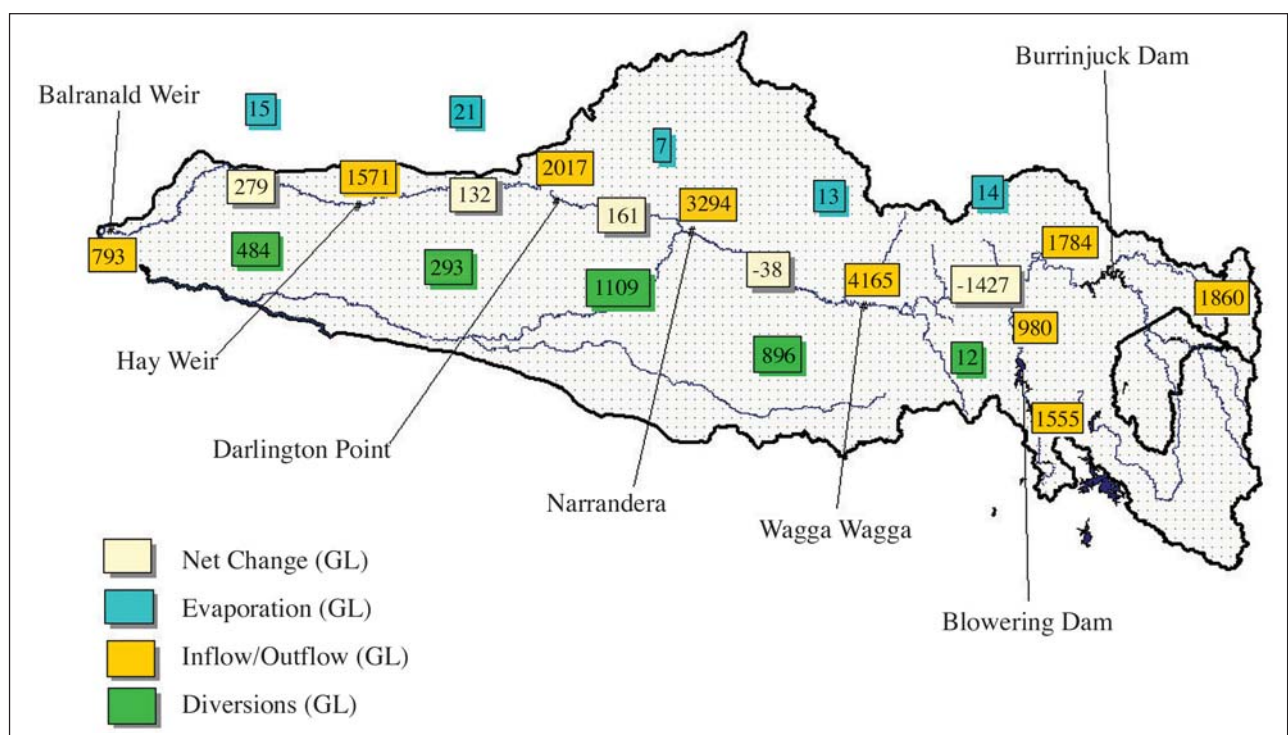 Burrinjuck Dam
Balranald Weir
15
21
7
2017
1571
279
132
13
14
3294
161
1784
793
484
293
-38
4165
-1427
1860
1109
980
896
12
Hay Weir
1555
Darlington Point
Narrandera
Wagga Wagga
Blowering Dam
Net Change (GL)
Evaporation (GL)
Inflow/Outflow (GL)
Diversions (GL)